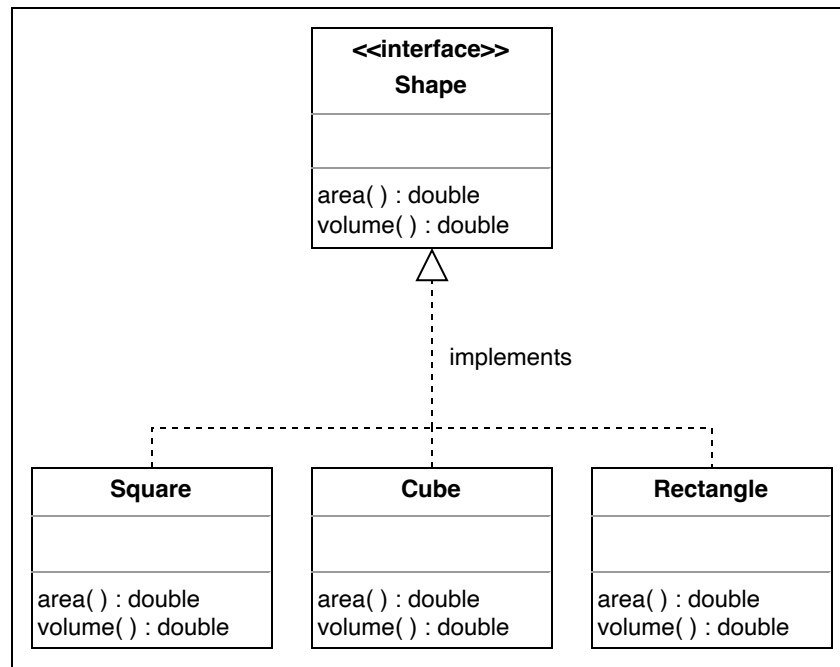 <<interface>>
Shape
area( ) : double
volume( ) : double
implements
Square
area( ) : double
volume( ) : double
Cube
area( ) : double
volume( ) : double
Rectangle
area( ) : double
volume( ) : double